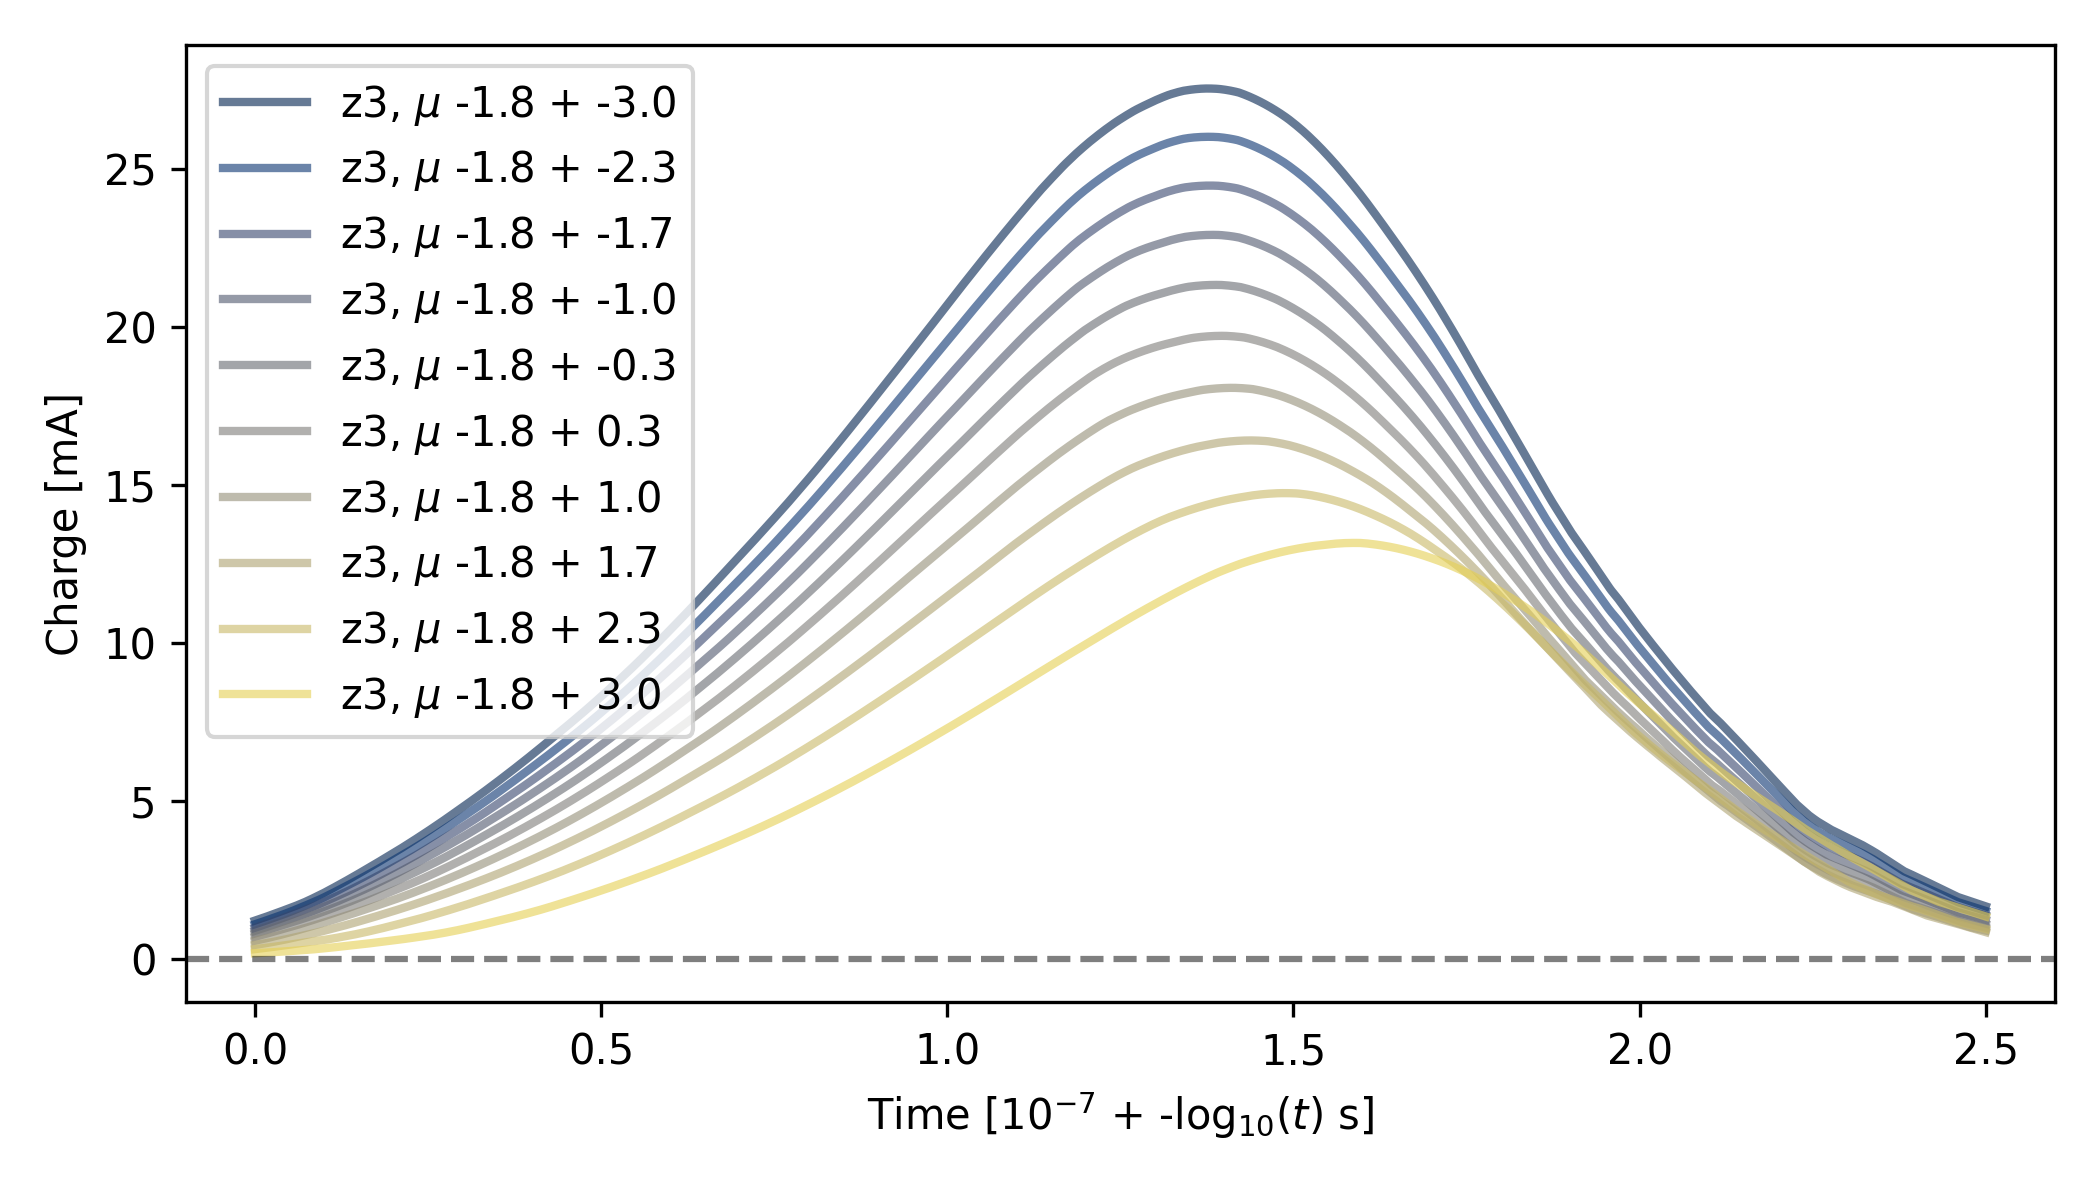 z3, μ -1.8 + -3.0
z3, μ -1.8 + -2.3
z3, μ -1.8 + -1.7
z3, μ -1.8 + -1.0
z3, μ -1.8 + -0.3
z3, μ -1.8 + 0.3
z3, μ -1.8 + 1.0
z3, μ -1.8 + 1.7
z3, μ -1.8 + 2.3
z3, μ -1.8 + 3.0
25
20
15
10
5
0
Charge [mA]
0.0 0.5 1.0 1.5 2.0 2.5
Time [10⁻⁷ + -log₁₀(t) s]